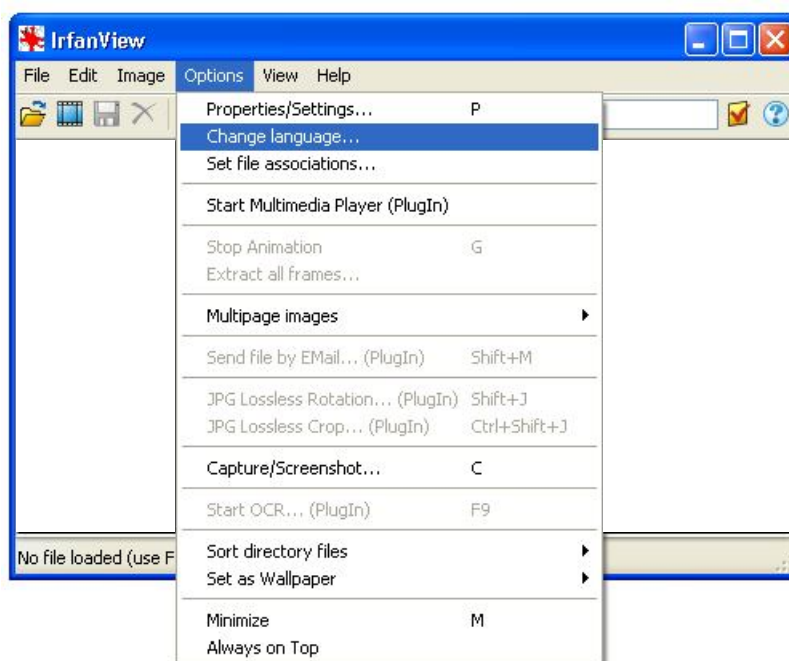 IrfanView
File Edit Image Options View Help
Properties/Settings... P
Change language...
Set file associations...
Start Multimedia Player (PlugIn)
Stop Animation G
Extract all frames...
Multipage images
Send file by EMail... (PlugIn) Shift+M
JPG Lossless Rotation... (PlugIn) Shift+J
JPG Lossless Crop... (PlugIn) Ctrl+Shift+J
Capture/Screenshot... C
Start OCR... (PlugIn) F9
Sort directory files
No file loaded (use F
Set as Wallpaper
Minimize M
Always on Top